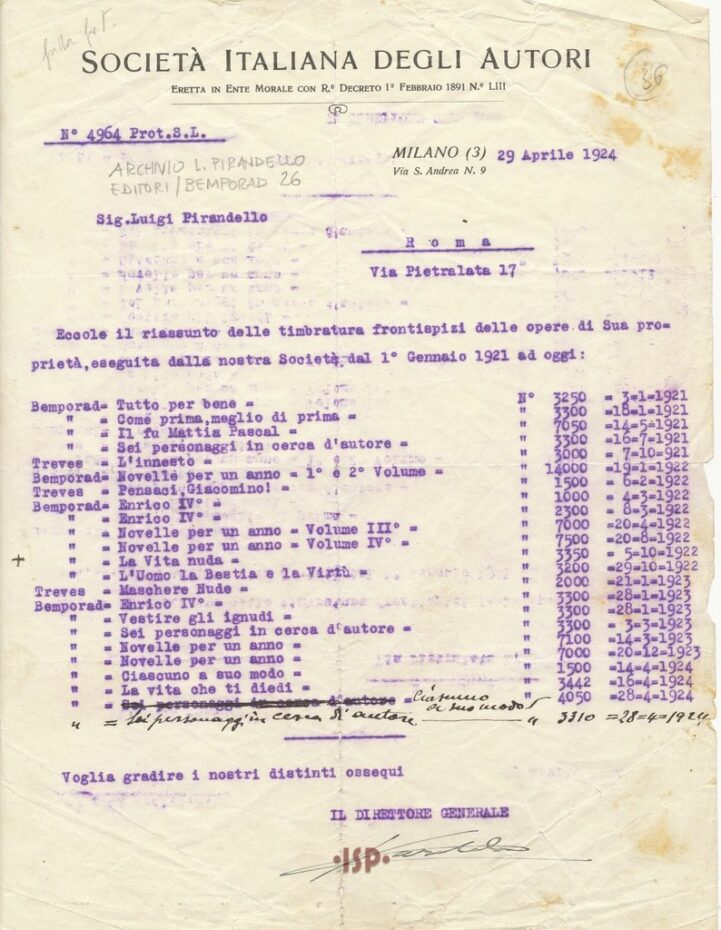 falla for
SOCIETÀ ITALIANA DEGLI AUTORI
36
ERETTA IN ENTE MORALE CON R.º DECRETO 1º FEBBRAIO 1891 N.º LIII
N° 4964 Prot.S.L.
MILANO (3) 29 Aprile 1924
Via S. Andrea N. 9
ARCHIVIO L. PIRANDELLO
EDITORI/BEMPORAD 26
Sig.Luigi Pirandello
Roma
Via Pietralata 17
Eccole il riassunto delle timbratura frontispizi delle opere di Sua pro=
prietà,eseguita dalla nostra Società dal 1° Gennaio 1921 ad oggi:
Bemporad= Tutto per bene = N° 3250 = 3=1=1921
" = Come prima,meglio di prima = " 3300 =18=1=1921
" = Il fu Mattia Pascal = " 7050 =14=5=1921
" = Sei personaggi in cerca d'autore = " 3300 =16=7=1921
Treves = L'innesto = " 3000 = 7=10=921
Bemporad= Novelle per un anno = 1° e 2° Volume = " 14000 =19=1=1922
Treves = Pensaci,Giacomino! = " 1500 = 6=2=1922
Bemporad= Enrico IV° = " 1000 = 4=3=1922
" = Enrico IV° = " 2300 = 8=3=1922
" = Novelle per un anno = Volume III° = " 7000 =20=4=1922
" = Novelle per un anno = Volume IV° = " 7500 =20=8=1922
+ " = La Vita nuda = " 3350 = 5=10=1922
" = L'Uomo la Bestia e la Virtù = " 3200 =29=10=1922
Treves = Maschere Nude = " 2000 =21=1=1923
Bemporad= Enrico IV° = " 3300 =28=1=1923
" = Vestire gli ignudi = " 3300 =28=1=1923
" = Sei personaggi in cerca d'autore = " 3300 = 3=3=1923
" = Novelle per un anno = " 7100 =14=3=1923
" = Novelle per un anno = " 7000 =20=12=1923
" = Ciascuno a suo modo = " 1500 =14=4=1924
" = La vita che ti diedi = " 3442 =16=4=1924
" = Sei personaggi in cerca d'autore = Ciascuno a suo modo " 4050 =28=4=1924
" = Sei personaggi in cerca d'autore " 3310 =28=4=1924
Voglia gradire i nostri distinti ossequi
IL DIRETTORE GENERALE
·ISP·